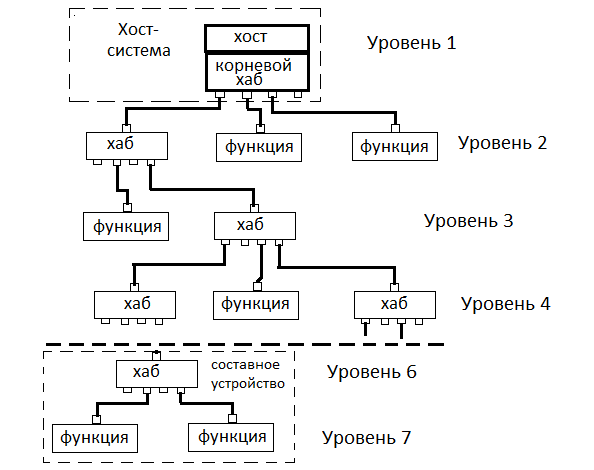 Хост-
система
хост
корневой
хаб
Уровень 1
хаб
функция
функция
Уровень 2
функция
хаб
Уровень 3
хаб
функция
хаб
Уровень 4
хаб
составное
устройство
Уровень 6
функция
функция
Уровень 7